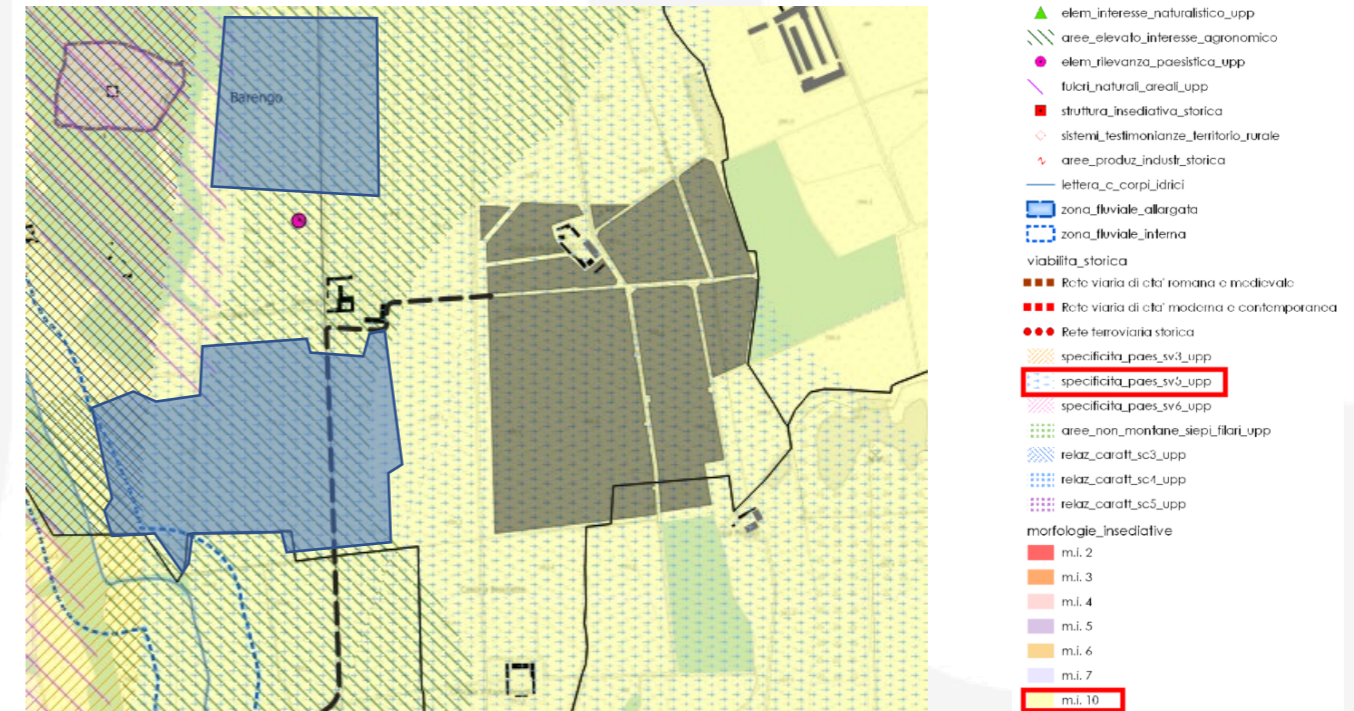 Barengo
elem_interesse_naturalistico_upp
aree_elevato_interesse_agronomico
elem_rilevanza_paesistica_upp
fulcri_naturali_areali_upp
struttura_insediativa_storica
sistemi_testimonianze_territorio_rurale
aree_produz_industr_storica
lettera_c_corpi_idrici
zona_fluviale_allargata
zona_fluviale_interna
viabilita_storica
Rete viaria di eta' romana e medievale
Rete viaria di eta' moderna e contemporanea
Rete ferroviaria storica
specificita_paes_sv3_upp
specificita_paes_sv5_upp
specificita_paes_sv6_upp
aree_non_montane_siepi_filari_upp
relaz_caratt_sc3_upp
relaz_caratt_sc4_upp
relaz_caratt_sc5_upp
morfologie_insediative
m.i. 2
m.i. 3
m.i. 4
m.i. 5
m.i. 6
m.i. 7
m.i. 10